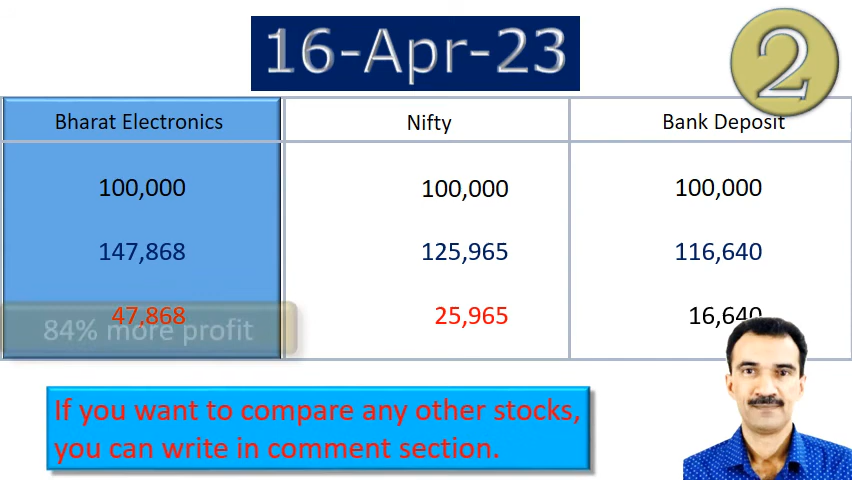 16-Apr-23
2
Bharat Electronics Nifty Bank Deposit
100,000 100,000 100,000
147,868 125,965 116,640
47,868 25,965 16,640
84% more profit
If you want to compare any other stocks,
you can write in comment section.